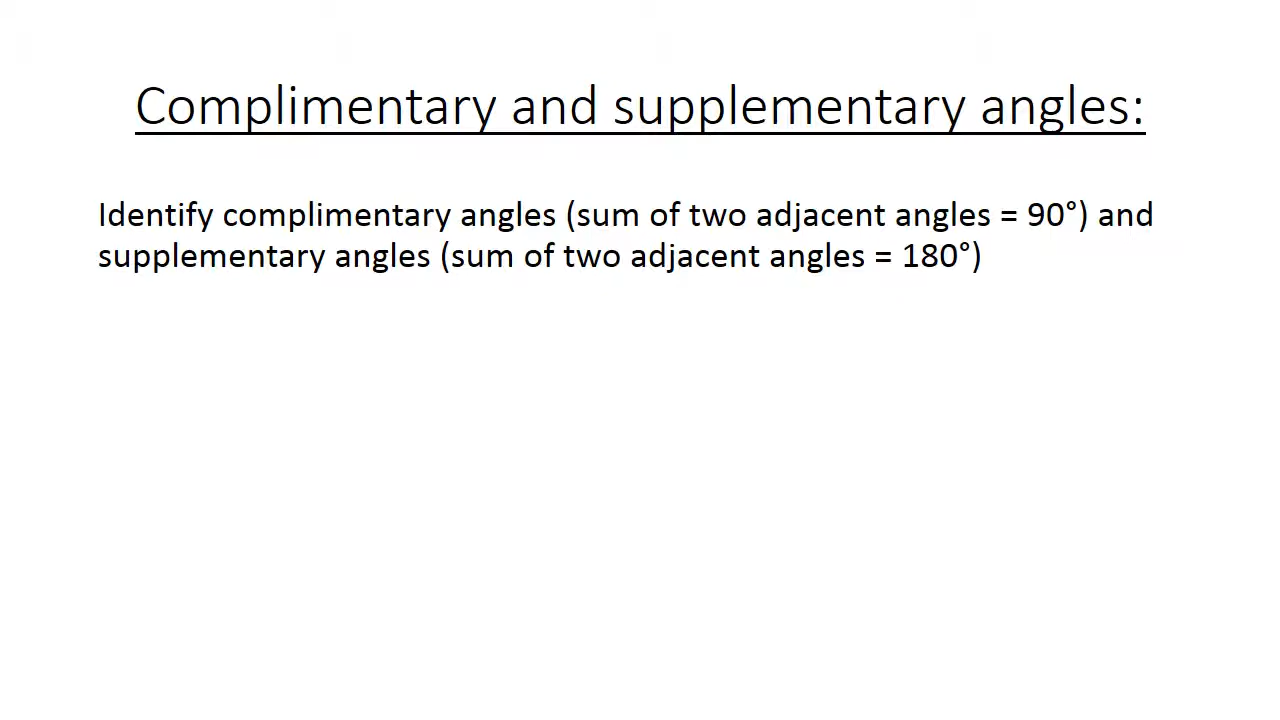 Complimentary and supplementary angles:
Identify complimentary angles (sum of two adjacent angles = 90°) and
supplementary angles (sum of two adjacent angles = 180°)